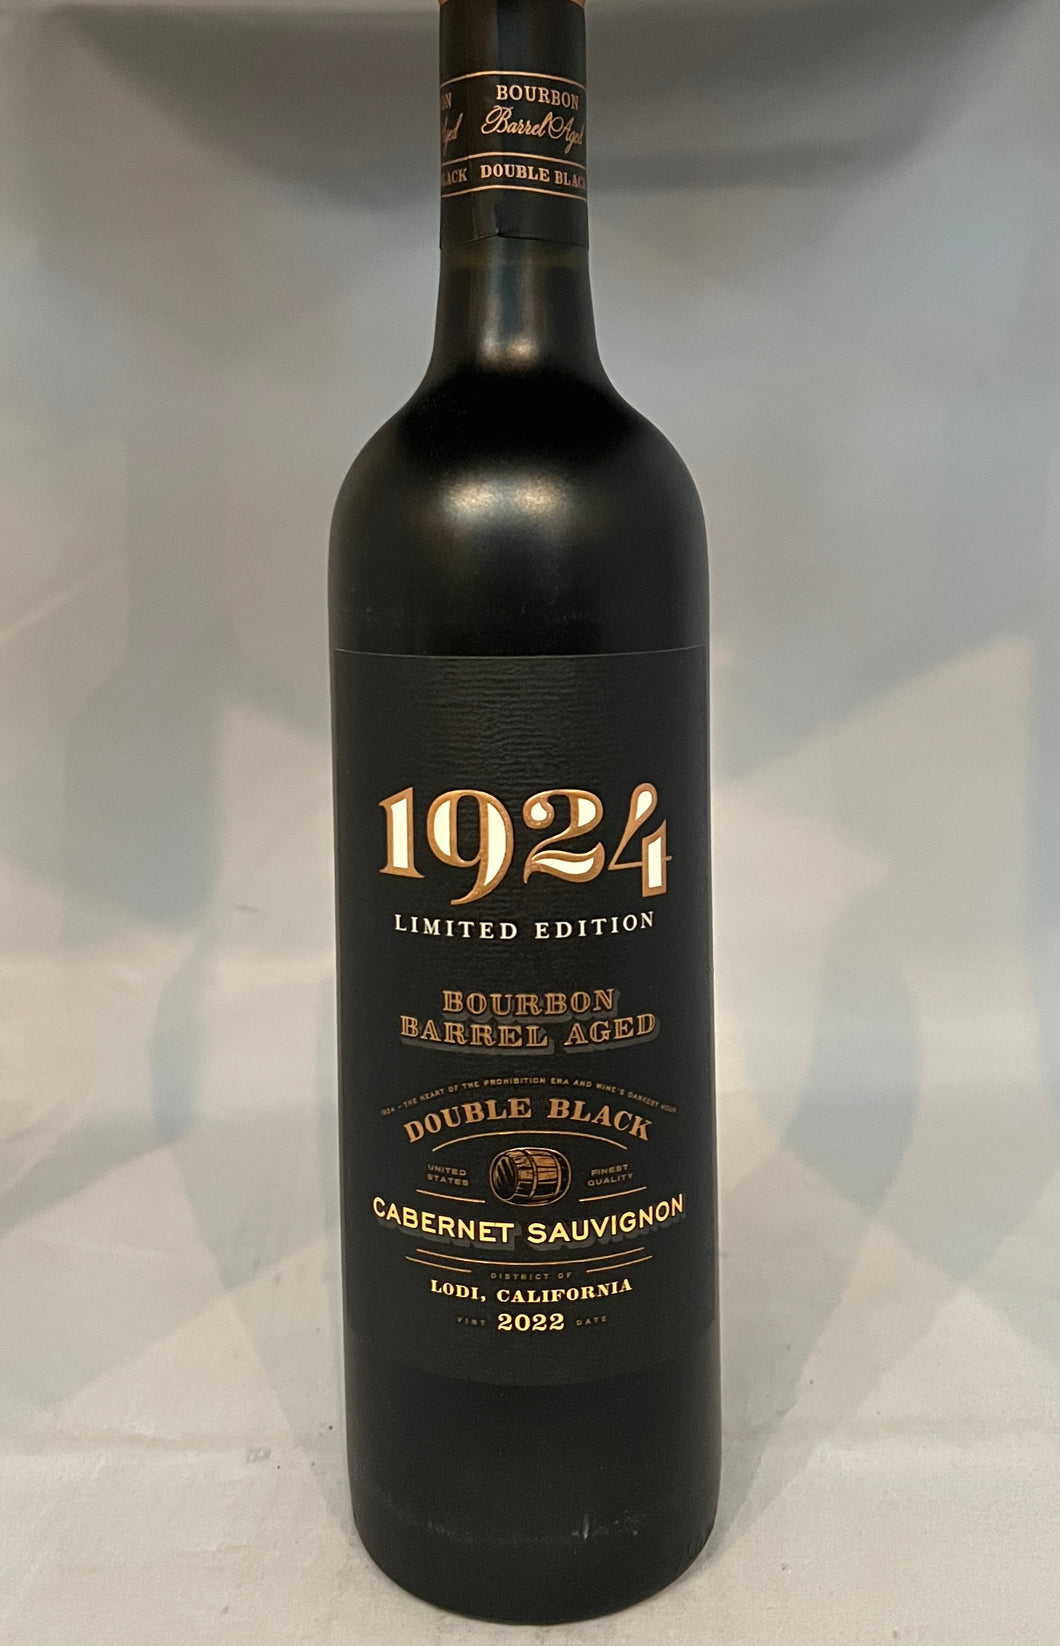 BOURBON
Barrel Aged
DOUBLE BLACK
1924
LIMITED EDITION
BOURBON
BARREL AGED
1924 – THE HEART OF THE PROHIBITION ERA AND WINE'S DARKEST HOUR
DOUBLE BLACK
UNITED STATES
FINEST QUALITY
CABERNET SAUVIGNON
DISTRICT OF
LODI, CALIFORNIA
VINT 2022 DATE